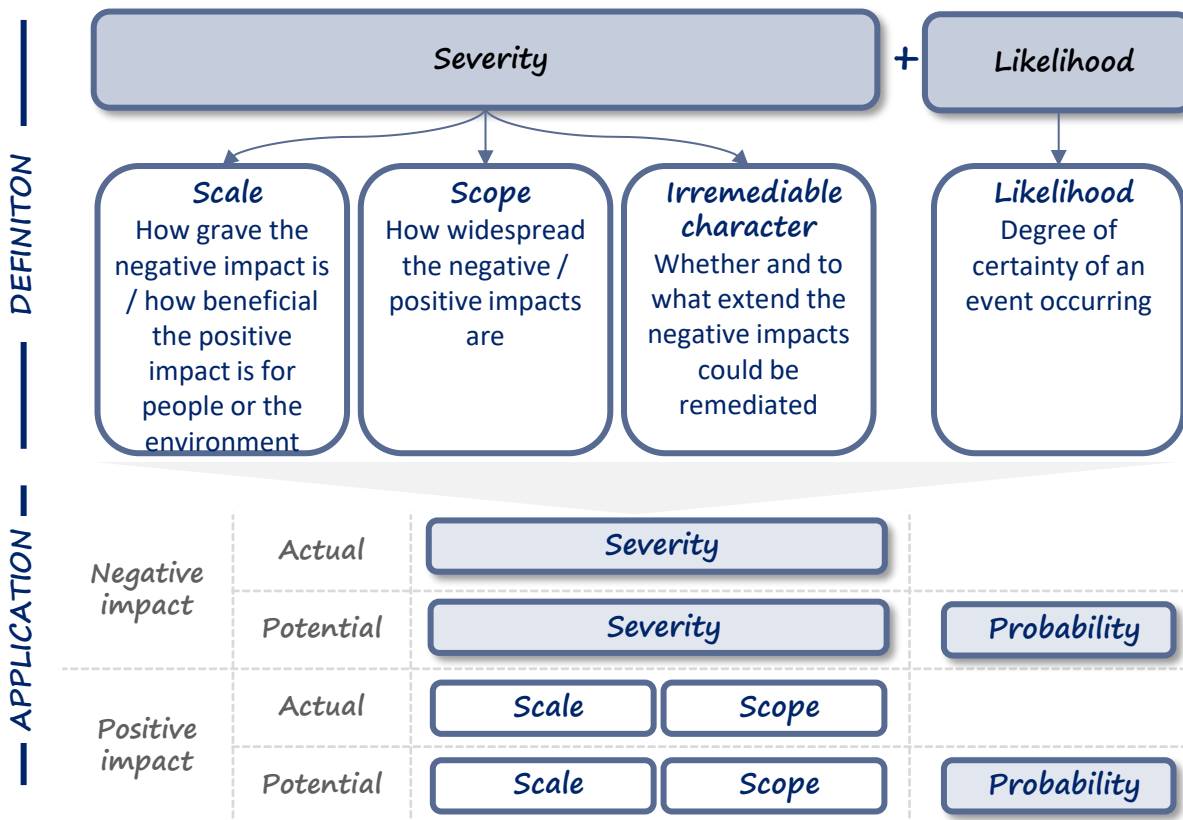 DEFINITON
Severity
+
Likelihood
Scale
How grave the
negative impact is
/ how beneficial
the positive
impact is for
people or the
environment
Scope
How widespread
the negative /
positive impacts
are
Irremediable
character
Whether and to
what extend the
negative impacts
could be
remediated
Likelihood
Degree of
certainty of an
event occurring
APPLICATION
Negative
impact
Actual
Severity
Potential
Severity
Probability
Positive
impact
Actual
Scale
Scope
Potential
Scale
Scope
Probability